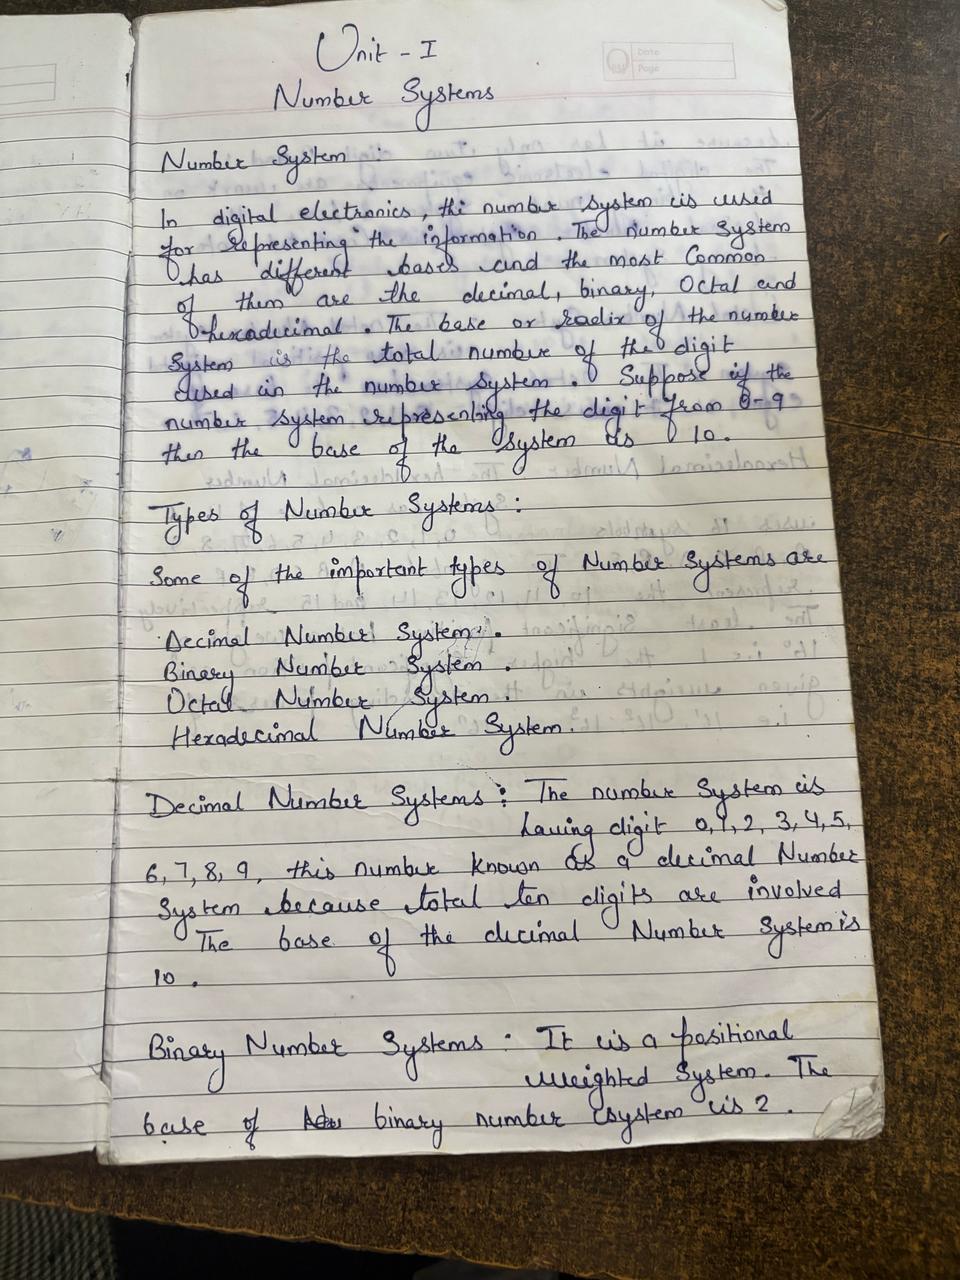 Unit - I
Date
Page
Number Systems
Number System :
In digital electronics, the number system is used
for representing the information. The number System
has different bases and the most Common
of them are the decimal, binary, Octal and
hexadecimal. The base or radix of the number
System is the total number of the digit
used in the number system. Suppose if the
number system representing the digit from 0-9
then the base of the system is 10.
Types of Number Systems :
Some of the important types of Number Systems are
Decimal Number System.
Binary Number System.
Octal Number System.
Hexadecimal Number System.
Decimal Number Systems : The number System is
having digit 0, 1, 2, 3, 4, 5,
6, 7, 8, 9, this number known as a decimal Number
System because total ten digits are involved
The base of the decimal Number System is
10.
Binary Number Systems : It is a positional
weighted System. The
base of binary number system is 2.